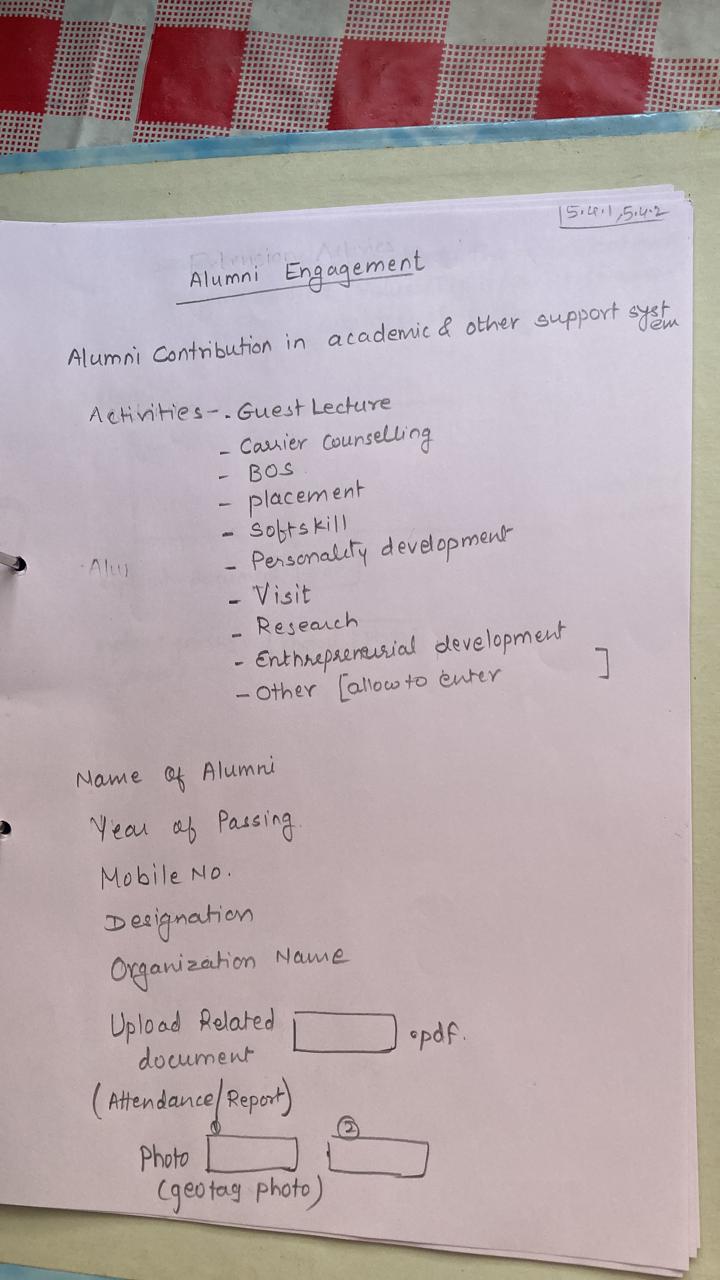 5.4.1, 5.4.2
Alumni Engagement
Alumni Contribution in academic & other support system
Activities -. Guest Lecture
- Carrier Counselling
- BOS
- placement
- Softskill
- Personality development
- Visit
- Research
- Enthrepreneurial development
- Other [allow to enter ]
Name of Alumni
Year of Passing
Mobile No.
Designation
Organization Name
Upload Related .pdf.
document
(Attendance/Report)
1 2
Photo
(geotag photo)